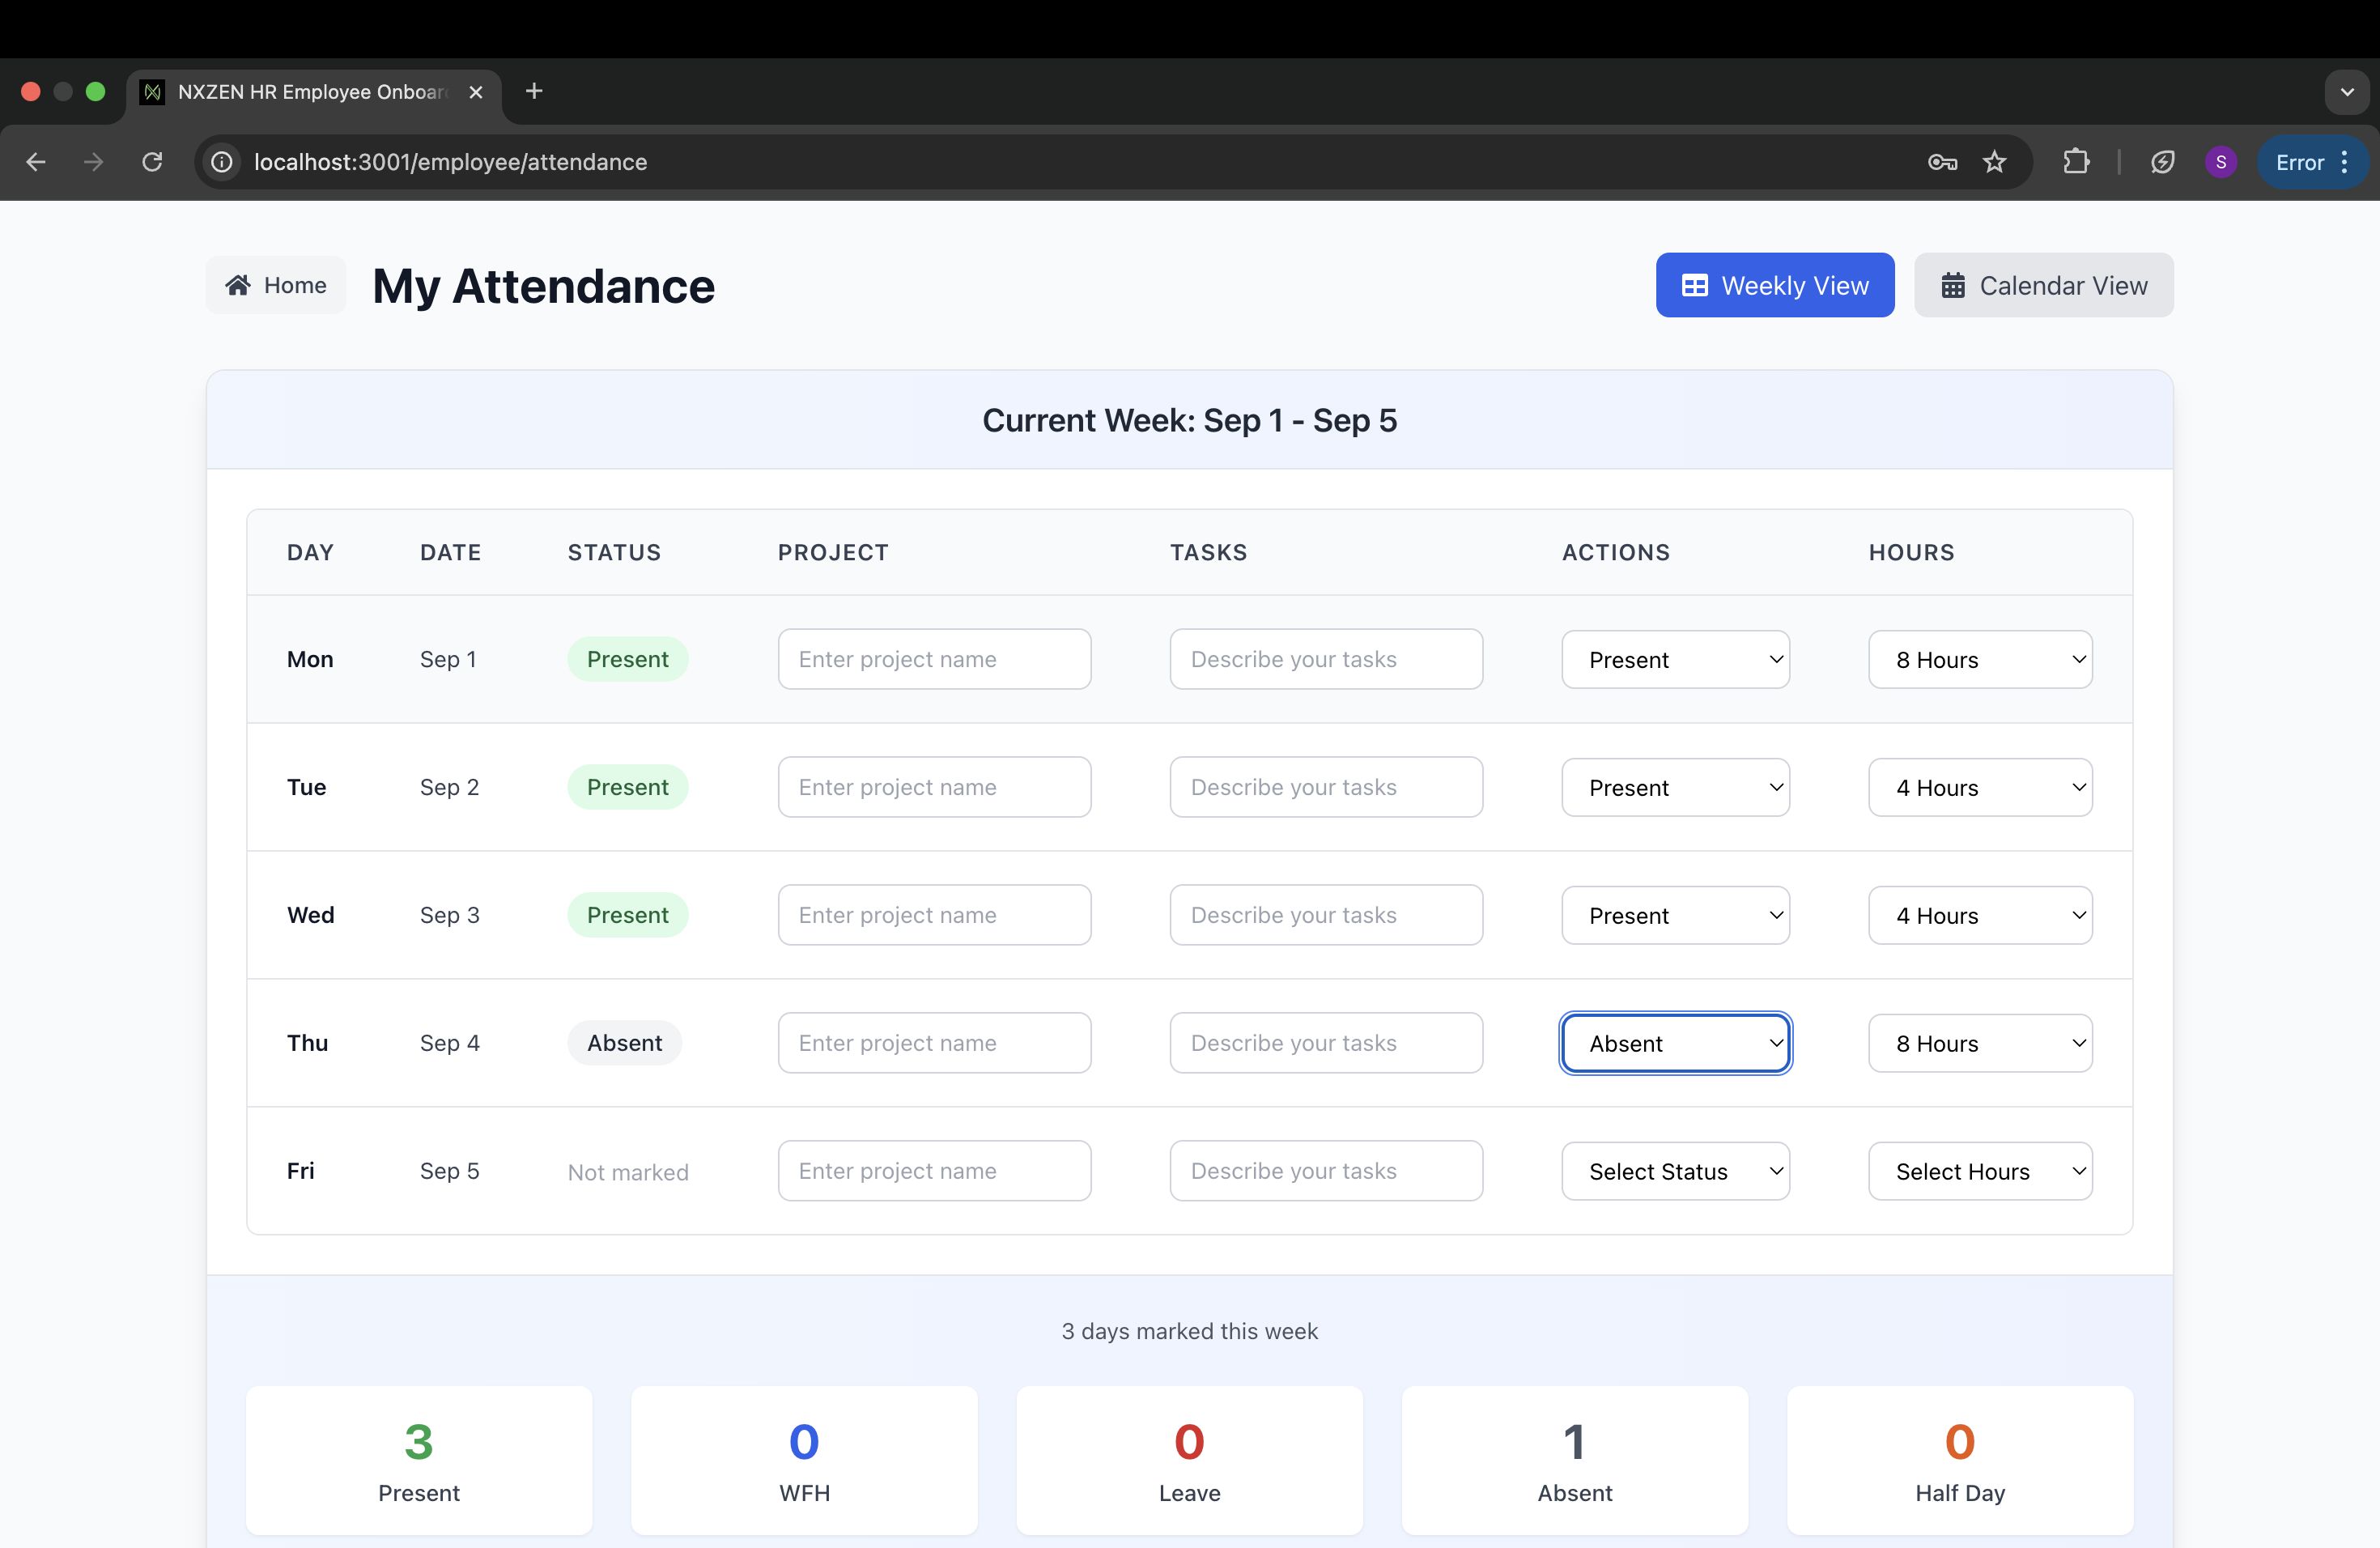 NXZEN HR Employee Onboar
localhost:3001/employee/attendance
S
Error
Home
My Attendance
Weekly View
Calendar View
Current Week: Sep 1 - Sep 5
DAY DATE STATUS PROJECT TASKS ACTIONS HOURS
Mon Sep 1 Present Enter project name Describe your tasks Present 8 Hours
Tue Sep 2 Present Enter project name Describe your tasks Present 4 Hours
Wed Sep 3 Present Enter project name Describe your tasks Present 4 Hours
Thu Sep 4 Absent Enter project name Describe your tasks Absent 8 Hours
Fri Sep 5 Not marked Enter project name Describe your tasks Select Status Select Hours
3 days marked this week
3 0 0 1 0
Present WFH Leave Absent Half Day